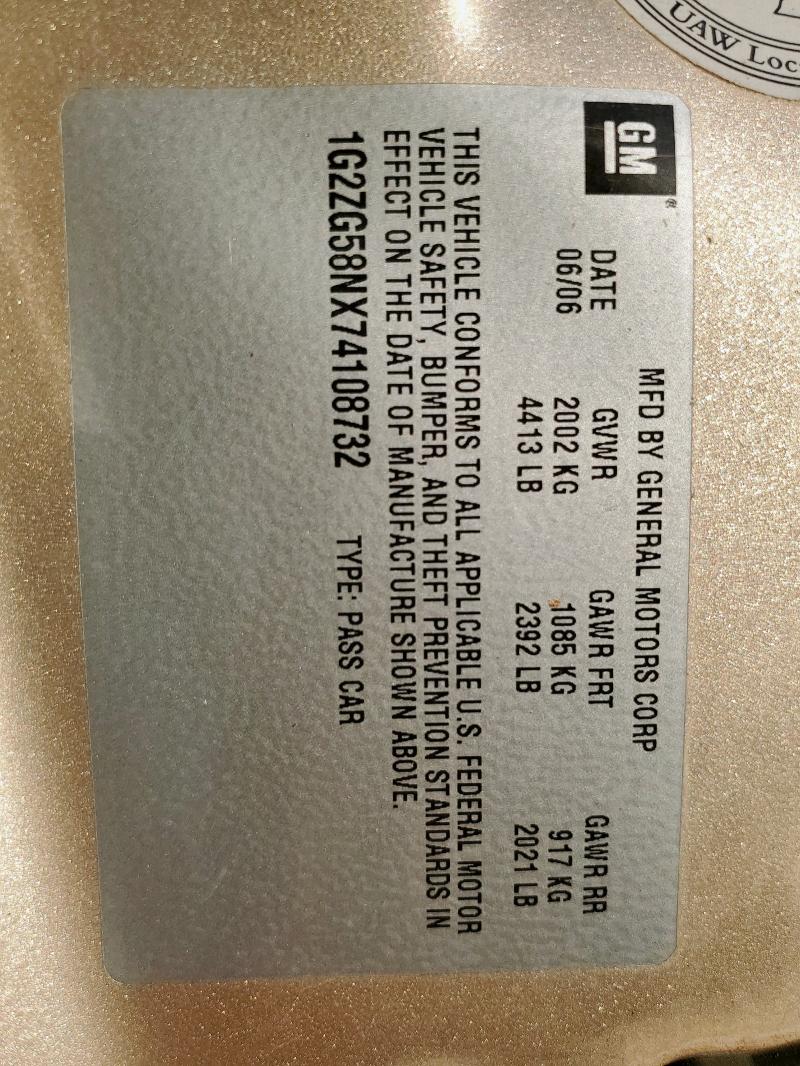 UAW Loc
GM
®
MFD BY GENERAL MOTORS CORP
DATE GVWR GAWR FRT GAWR RR
06/06 2002 KG 1085 KG 917 KG
4413 LB 2392 LB 2021 LB
THIS VEHICLE CONFORMS TO ALL APPLICABLE U.S. FEDERAL MOTOR
VEHICLE SAFETY, BUMPER, AND THEFT PREVENTION STANDARDS IN
EFFECT ON THE DATE OF MANUFACTURE SHOWN ABOVE.
1G2ZG58NX74108732 TYPE: PASS CAR